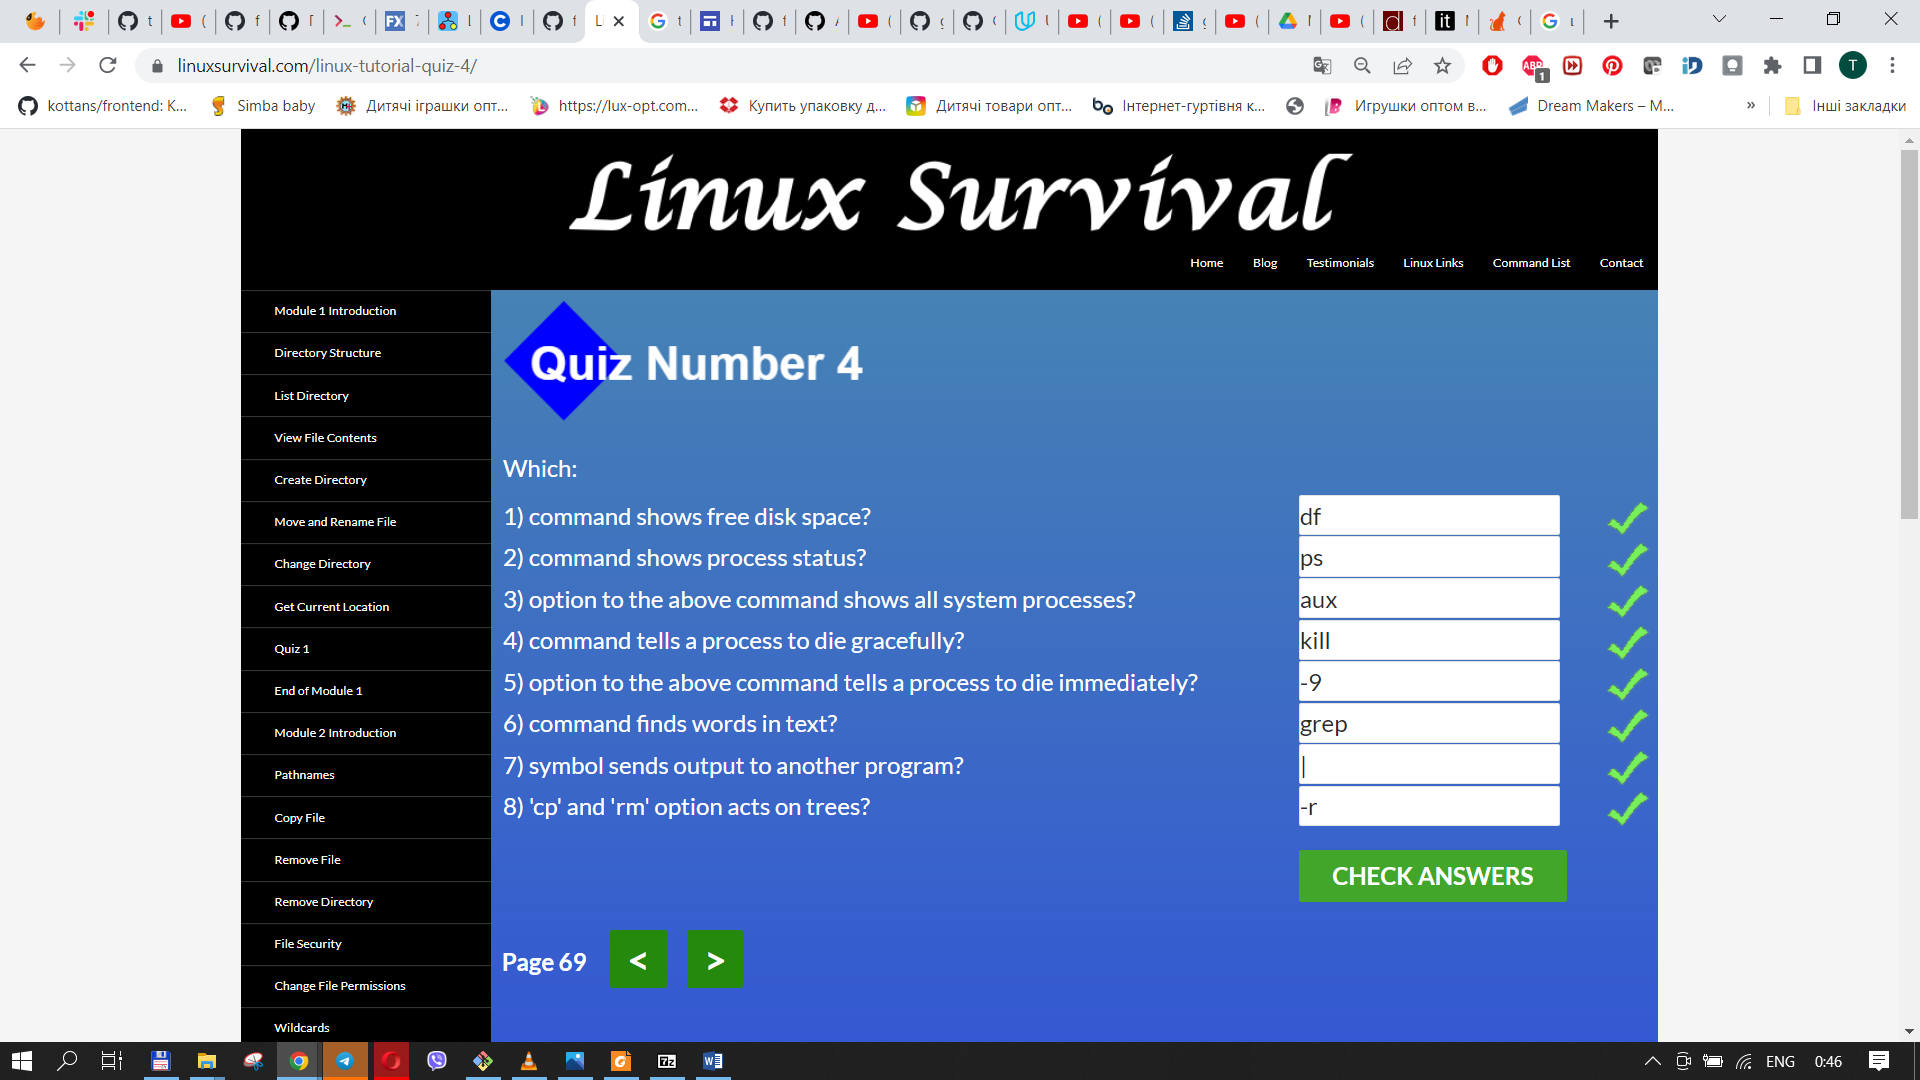 linuxsurvival.com/linux-tutorial-quiz-4/
1
T
kottans/frontend: K...
Simba baby
Дитячі іграшки опт...
https://lux-opt.com...
Купить упаковку д...
Дитячі товари опт...
Інтернет-гуртівня к...
Игрушки оптом в...
Dream Makers – M...
»
Інші закладки
Linux Survival
Home
Blog
Testimonials
Linux Links
Command List
Contact
Module 1 Introduction
Directory Structure
List Directory
View File Contents
Create Directory
Move and Rename File
Change Directory
Get Current Location
Quiz 1
End of Module 1
Module 2 Introduction
Pathnames
Copy File
Remove File
Remove Directory
File Security
Change File Permissions
Wildcards
Quiz Number 4
Which:
1) command shows free disk space? df
2) command shows process status? ps
3) option to the above command shows all system processes? aux
4) command tells a process to die gracefully? kill
5) option to the above command tells a process to die immediately? -9
6) command finds words in text? grep
7) symbol sends output to another program? |
8) 'cp' and 'rm' option acts on trees? -r
CHECK ANSWERS
Page 69 < >
ENG 0:46